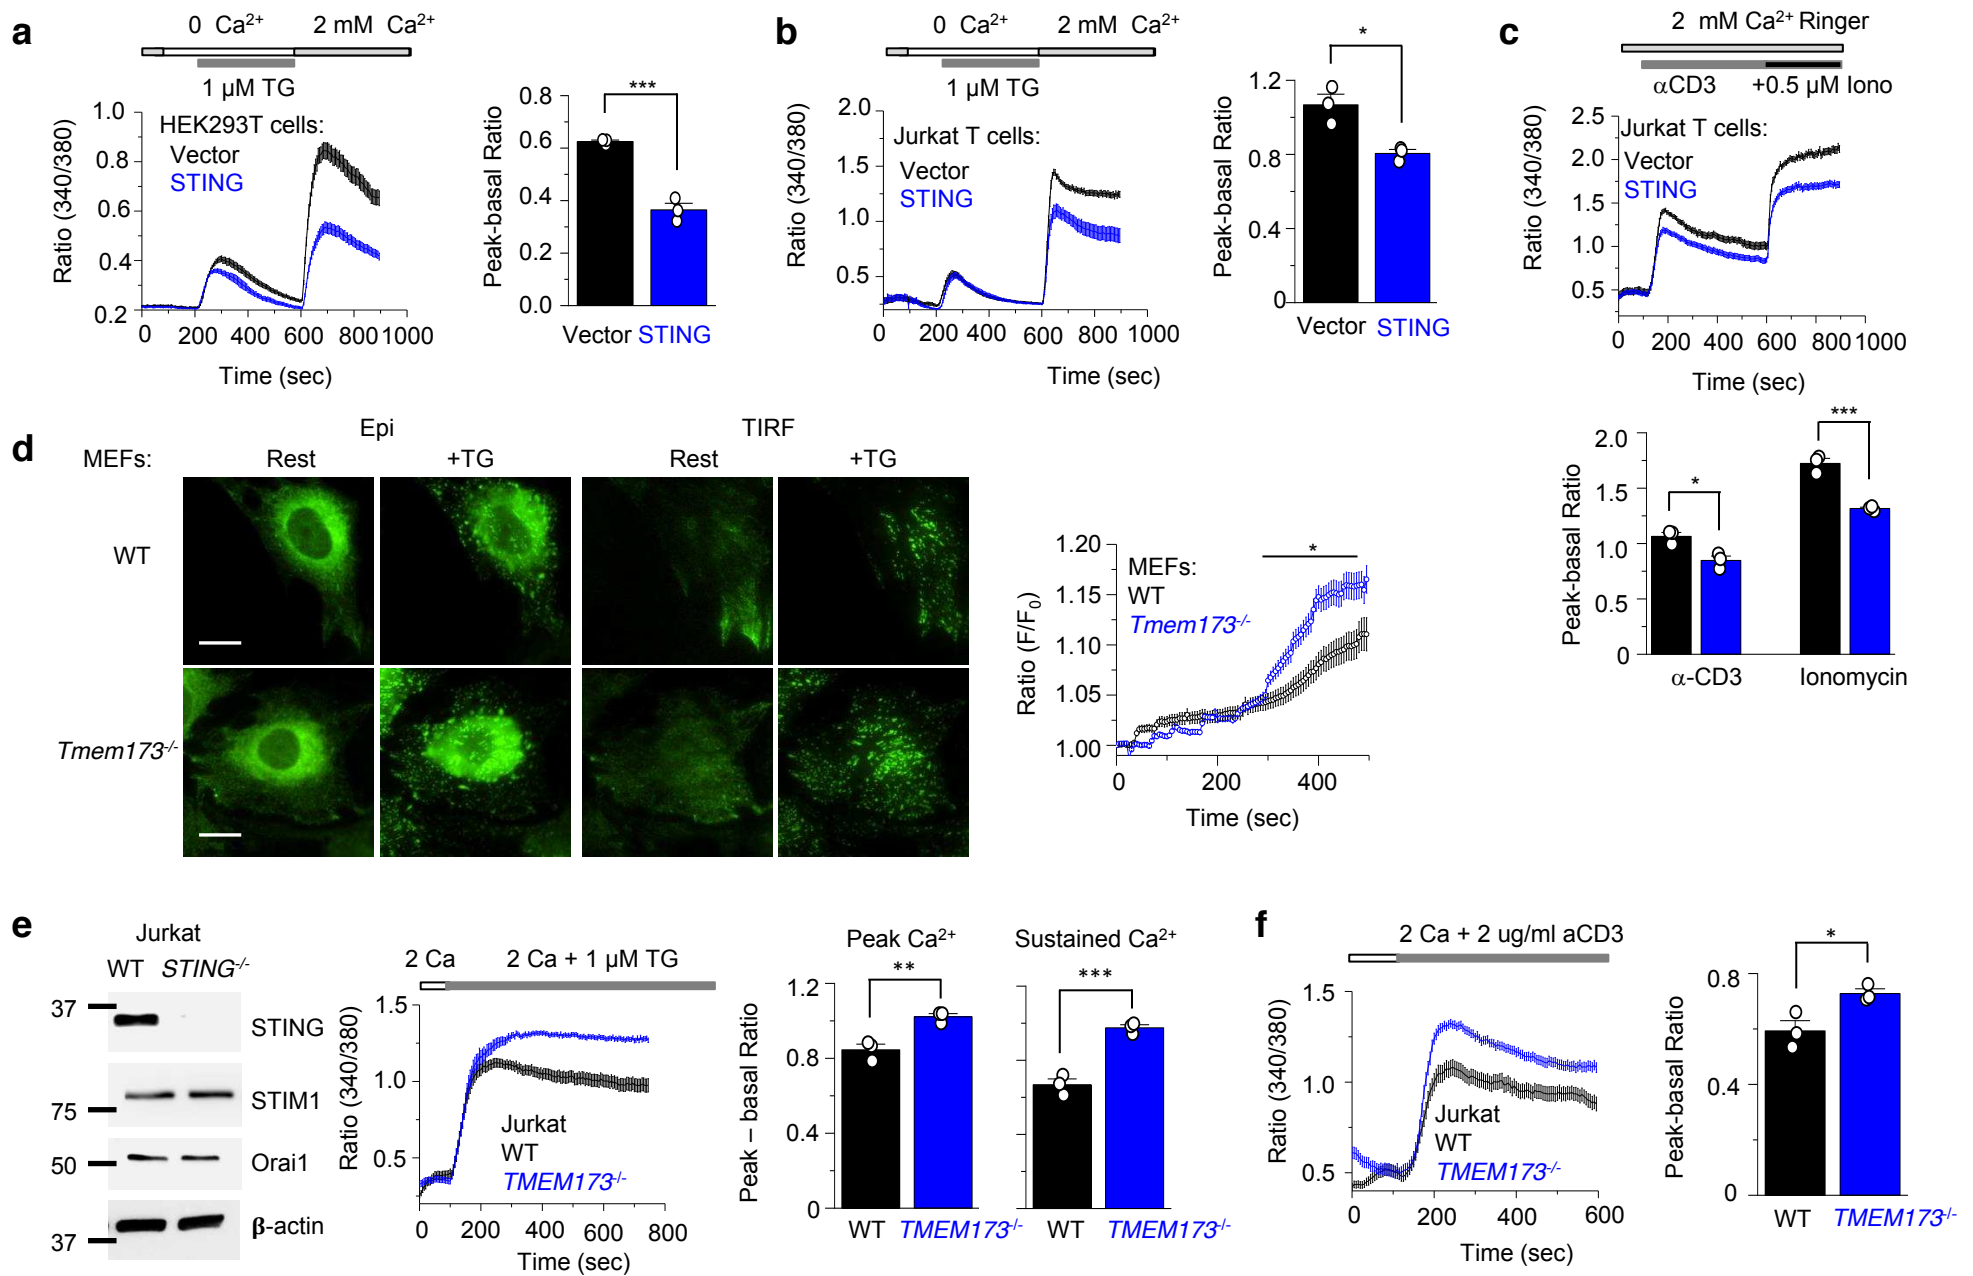 a
0 Ca²⁺ 2 mM Ca²⁺
1 µM TG
HEK293T cells:
Vector
STING
Ratio (340/380)
1.0
0.8
0.6
0.4
0.2
0 200 400 600 800 1000
Time (sec)
***
Peak-basal Ratio
0.8
0.6
0.4
0.2
0.0
Vector STING
b
0 Ca²⁺ 2 mM Ca²⁺
1 µM TG
Jurkat T cells:
Vector
STING
Ratio (340/380)
2.0
1.5
1.0
0.5
0 200 400 600 800 1000
Time (sec)
*
Peak-basal Ratio
1.2
0.8
0.4
0
Vector STING
c
2 mM Ca²⁺ Ringer
αCD3 +0.5 µM Iono
Jurkat T cells:
Vector
STING
Ratio (340/380)
2.5
2.0
1.5
1.0
0.5
0 200 400 600 800 1000
Time (sec)
* ***
Peak-basal Ratio
2.0
1.5
1.0
0.5
0
α-CD3 Ionomycin
d
Epi TIRF
MEFs: Rest +TG Rest +TG
WT
Tmem173⁻/⁻
*
MEFs:
WT
Tmem173⁻/⁻
Ratio (F/F₀)
1.20
1.15
1.10
1.05
1.00
0 200 400
Time (sec)
e
Jurkat
WT STING⁻/⁻
37
STING
STIM1
75
50
Orai1
β-actin
37
2 Ca 2 Ca + 1 µM TG
Ratio (340/380)
1.5
1.0
0.5
Jurkat
WT
TMEM173⁻/⁻
0 200 400 600 800
Time (sec)
Peak Ca²⁺ Sustained Ca²⁺
** ***
Peak – basal Ratio
1.2
0.8
0.4
0
WT TMEM173⁻/⁻ WT TMEM173⁻/⁻
f
2 Ca + 2 ug/ml aCD3
Ratio (340/380)
1.5
1.0
0.5
Jurkat
WT
TMEM173⁻/⁻
0 200 400 600
Time (sec)
*
Peak-basal Ratio
0.8
0.4
0
WT TMEM173⁻/⁻